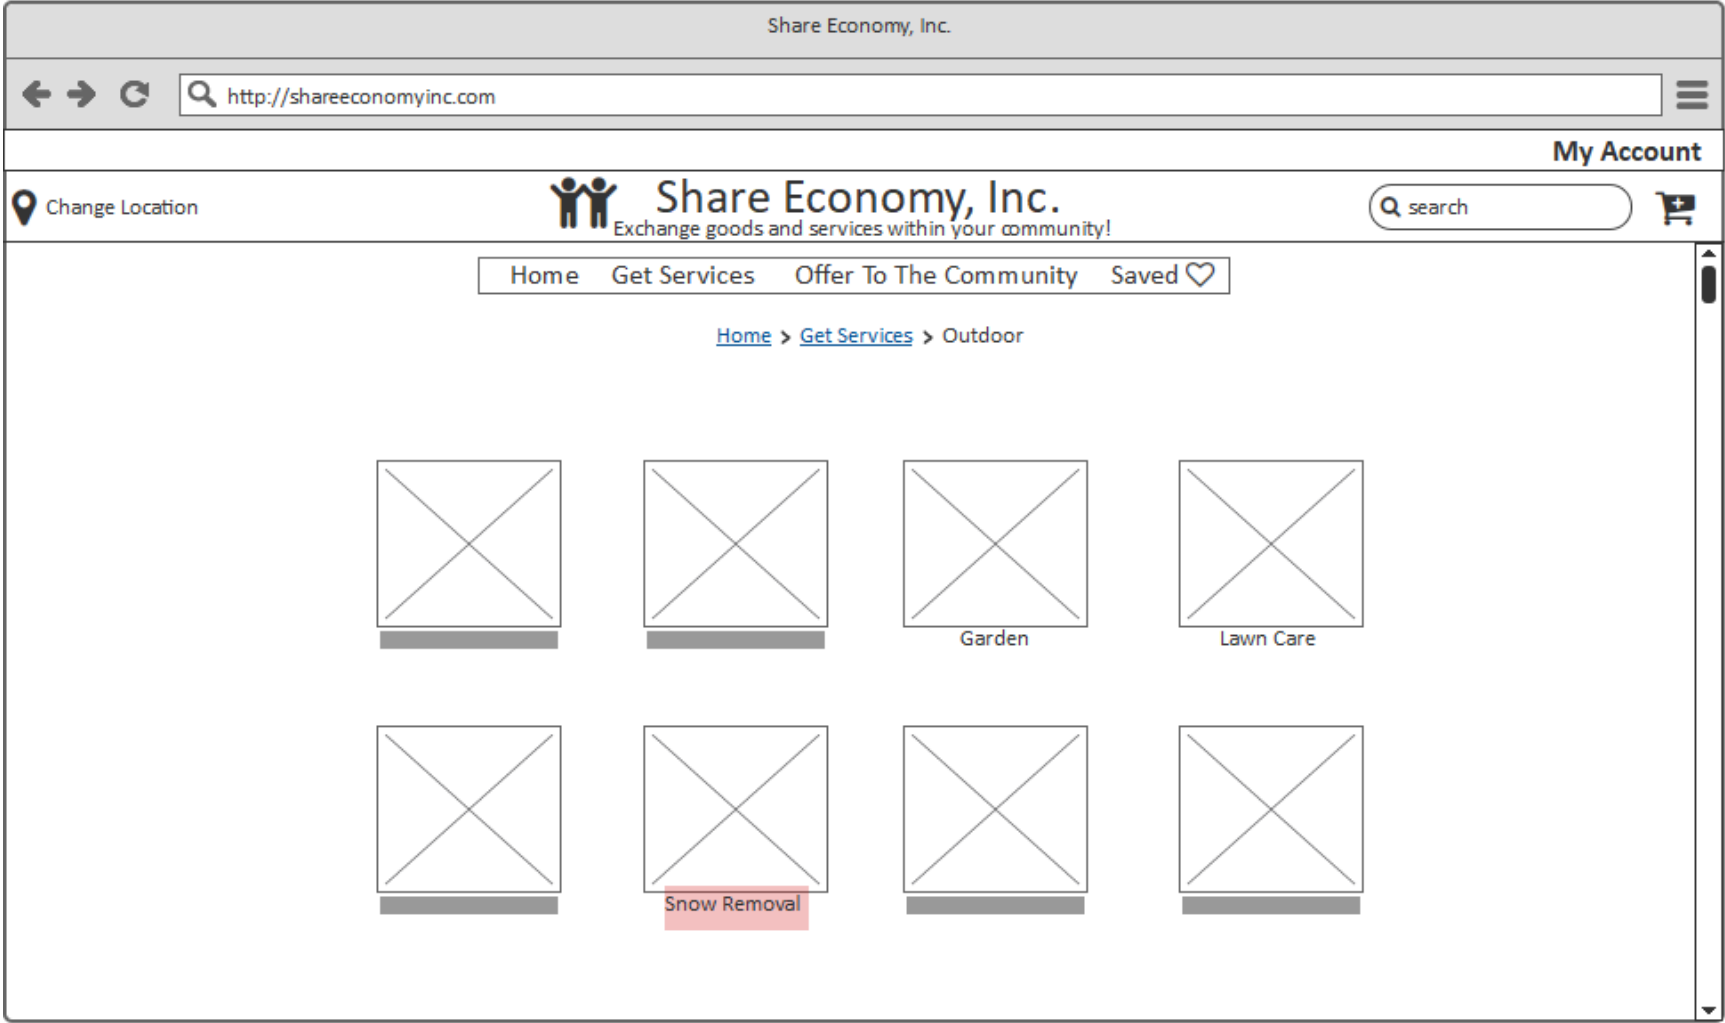 Share Economy, Inc.
http://shareeconomyinc.com
My Account
Change Location
Share Economy, Inc.
Exchange goods and services within your community!
search
Home Get Services Offer To The Community Saved
Home > Get Services > Outdoor
Garden
Lawn Care
Snow Removal